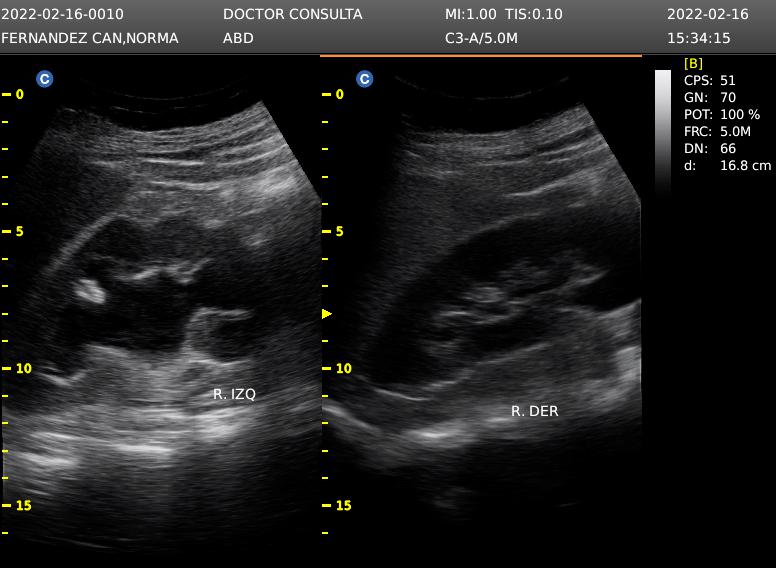 2022-02-16-0010 DOCTOR CONSULTA MI:1.00 TIS:0.10 2022-02-16
FERNANDEZ CAN,NORMA ABD C3-A/5.0M 15:34:15
C
C
[B]
CPS: 51
GN: 70
POT: 100 %
FRC: 5.0M
DN: 66
d: 16.8 cm
0
0
5
5
10
10
R. IZQ
R. DER
15
15